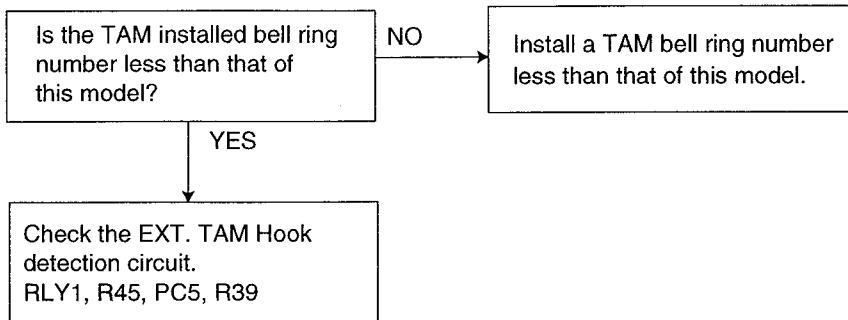 Is the TAM installed bell ring
number less than that of
this model?
NO
Install a TAM bell ring number
less than that of this model.
YES
Check the EXT. TAM Hook
detection circuit.
RLY1, R45, PC5, R39